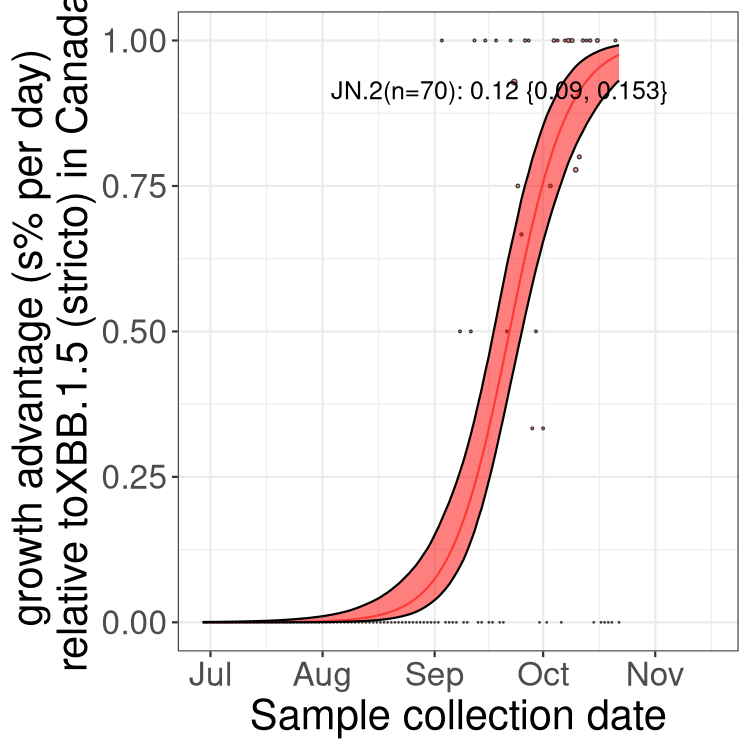 growth advantage (s% per day)
relative toXBB.1.5 (stricto) in Canada
1.00
0.75
0.50
0.25
0.00
JN.2(n=70): 0.12 {0.09, 0.153}
Jul Aug Sep Oct Nov
Sample collection date